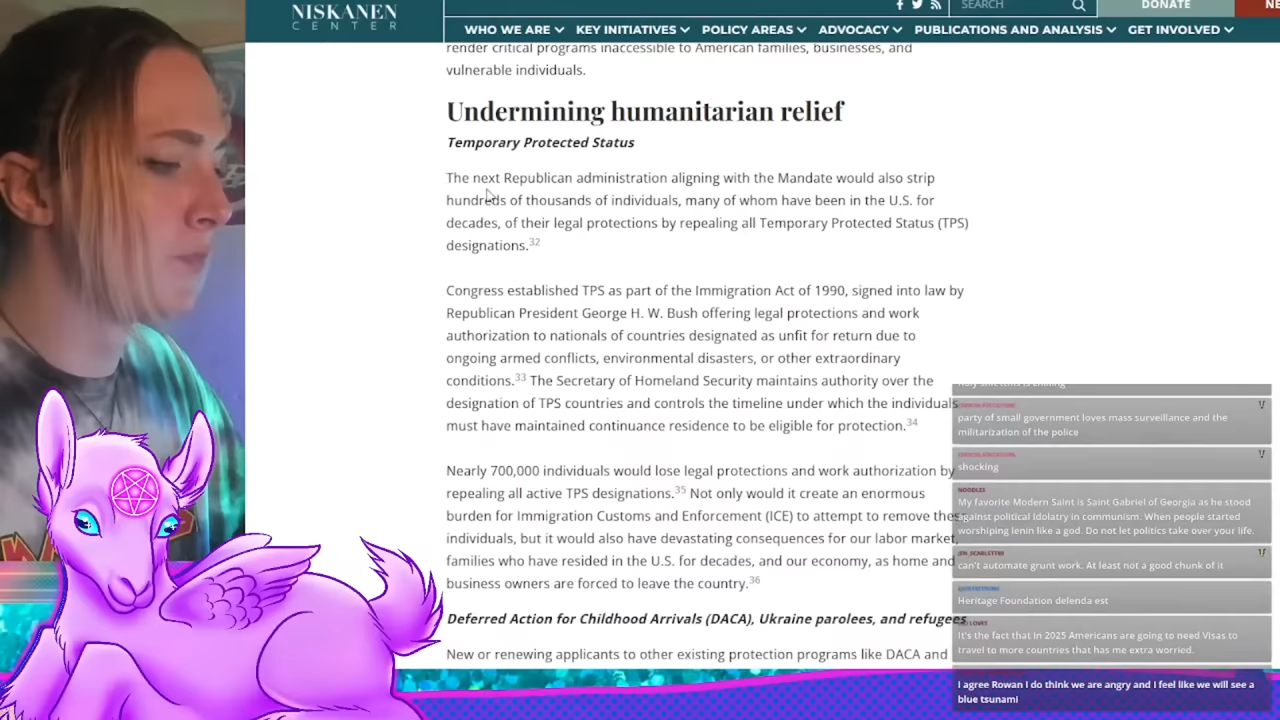 NISKANEN
CENTER
SEARCH
DONATE
NE
WHO WE ARE
KEY INITIATIVES
POLICY AREAS
ADVOCACY
PUBLICATIONS AND ANALYSIS
GET INVOLVED
render critical programs inaccessible to American families, businesses, and
vulnerable individuals.
Undermining humanitarian relief
Temporary Protected Status
The next Republican administration aligning with the Mandate would also strip
hundreds of thousands of individuals, many of whom have been in the U.S. for
decades, of their legal protections by repealing all Temporary Protected Status (TPS)
designations.32
Congress established TPS as part of the Immigration Act of 1990, signed into law by
Republican President George H. W. Bush offering legal protections and work
authorization to nationals of countries designated as unfit for return due to
ongoing armed conflicts, environmental disasters, or other extraordinary
conditions.33 The Secretary of Homeland Security maintains authority over the
designation of TPS countries and controls the timeline under which the individuals
must have maintained continuance residence to be eligible for protection.34
Nearly 700,000 individuals would lose legal protections and work authorization by
repealing all active TPS designations.35 Not only would it create an enormous
burden for Immigration Customs and Enforcement (ICE) to attempt to remove thes
individuals, but it would also have devastating consequences for our labor market,
families who have resided in the U.S. for decades, and our economy, as home and
business owners are forced to leave the country.36
Deferred Action for Childhood Arrivals (DACA), Ukraine parolees, and refugees
New or renewing applicants to other existing protection programs like DACA and
party of small government loves mass surveillance and the
militarization of the police
shocking
NOODLES
My favorite Modern Saint is Saint Gabriel of Georgia as he stood
against political idolatry in communism. When people started
worshiping lenin like a god. Do not let politics take over your life.
JEN_SCARLETT88
can't automate grunt work. At least not a good chunk of it
Heritage Foundation delenda est
It's the fact that in 2025 Americans are going to need Visas to
travel to more countries that has me extra worried.
I agree Rowan I do think we are angry and I feel like we will see a
blue tsunami